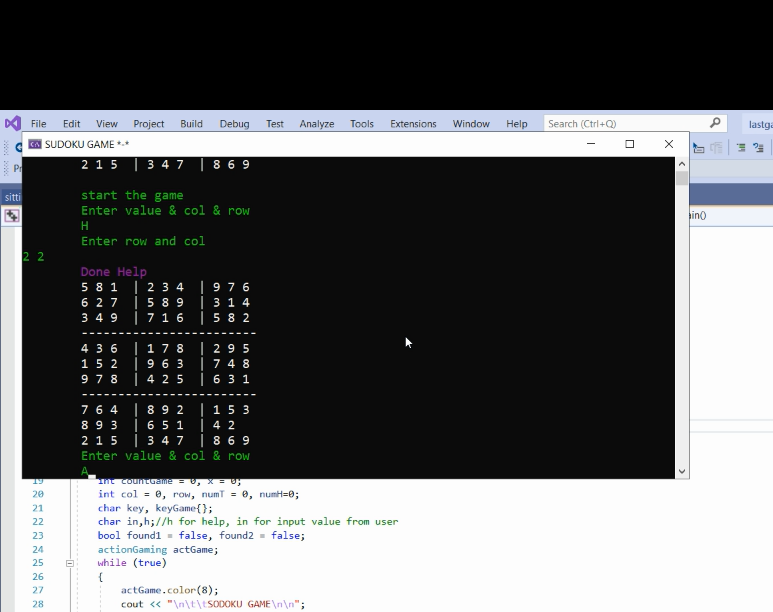 File Edit View Project Build Debug Test Analyze Tools Extensions Window Help Search (Ctrl+Q) lastga
SUDOKU GAME *-*
Pr
sitti
ain()
2 1 5 | 3 4 7 | 8 6 9
start the game
Enter value & col & row
H
Enter row and col
2 2
Done Help
5 8 1 | 2 3 4 | 9 7 6
6 2 7 | 5 8 9 | 3 1 4
3 4 9 | 7 1 6 | 5 8 2
-------------------------
4 3 6 | 1 7 8 | 2 9 5
1 5 2 | 9 6 3 | 7 4 8
9 7 8 | 4 2 5 | 6 3 1
-------------------------
7 6 4 | 8 9 2 | 1 5 3
8 9 3 | 6 5 1 | 4 2
2 1 5 | 3 4 7 | 8 6 9
Enter value & col & row
A_
19 int countGame = 0, x = 0;
20 int col = 0, row, numT = 0, numH=0;
21 char key, keyGame{};
22 char in,h;//h for help, in for input value from user
23 bool found1 = false, found2 = false;
24 actionGaming actGame;
25 while (true)
26 {
27 actGame.color(8);
28 cout << "\n\t\tSODOKU GAME\n\n";